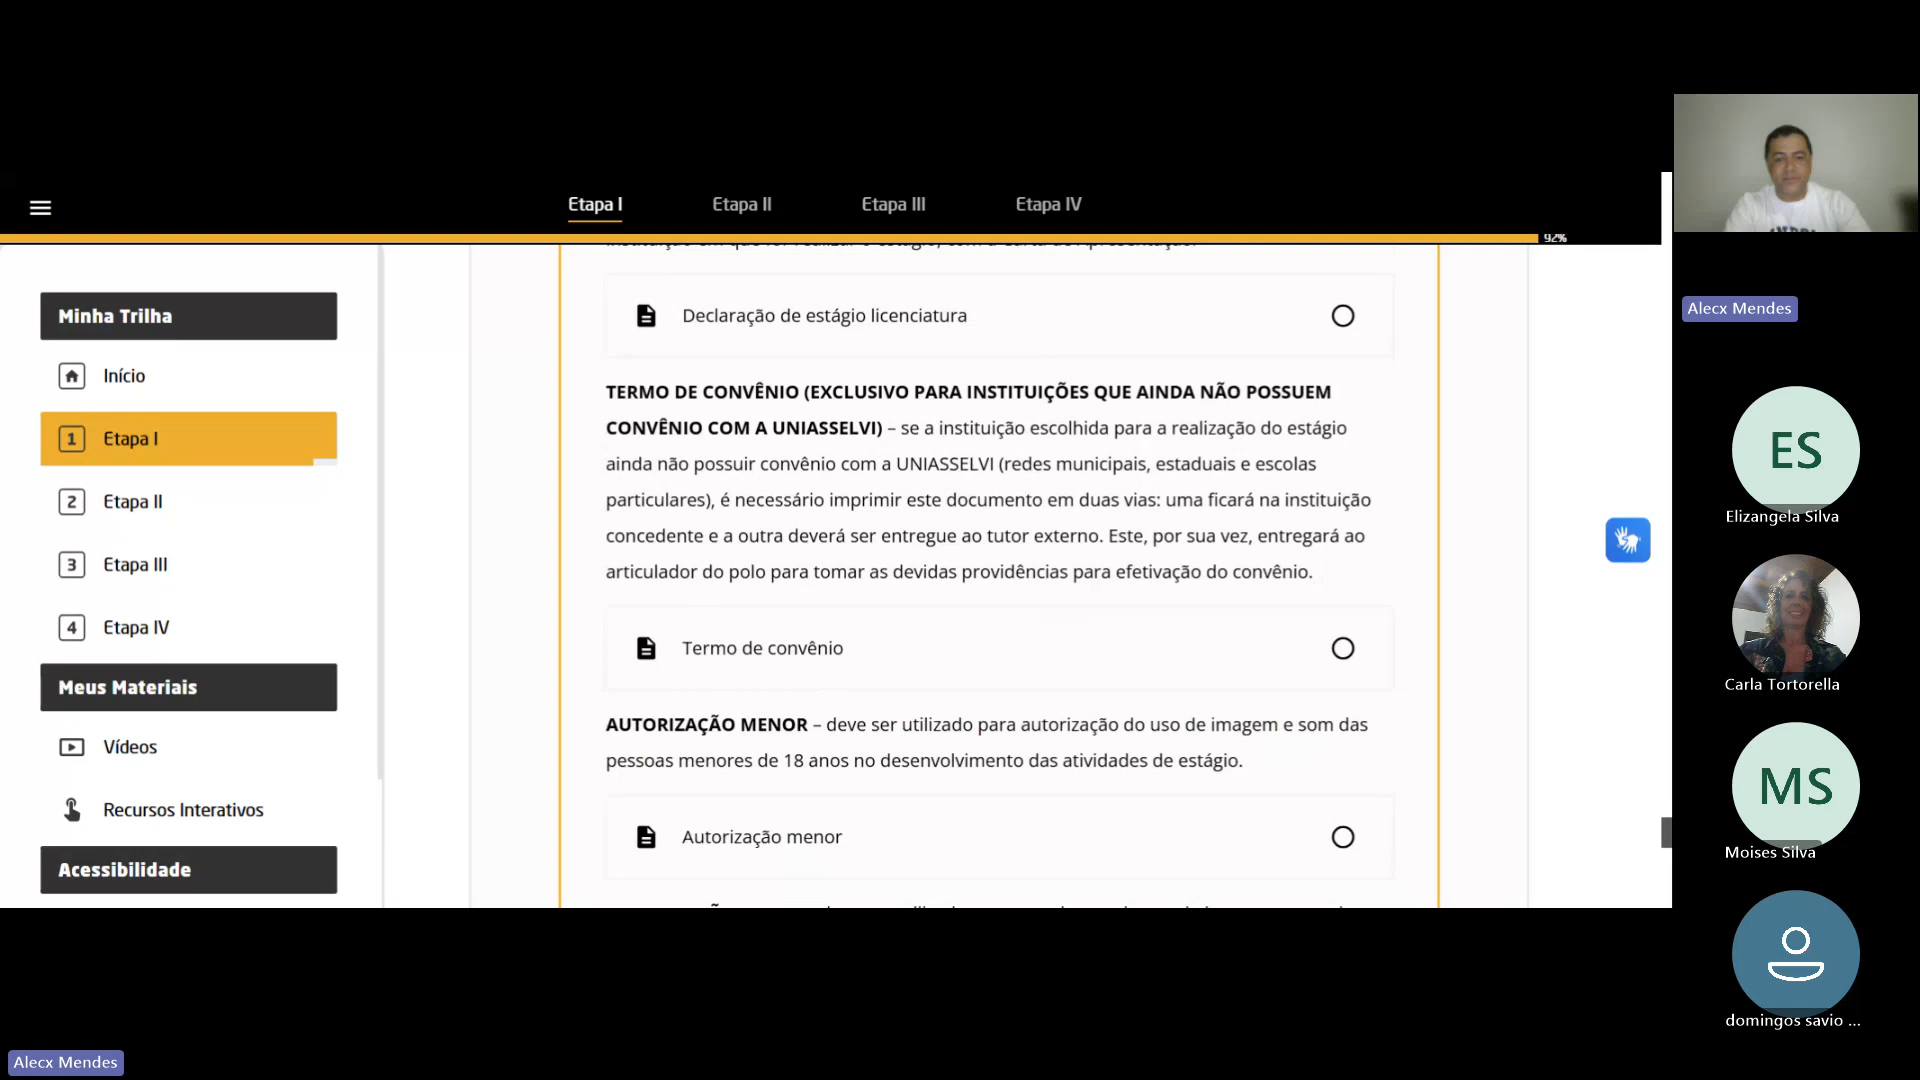 Etapa I
Etapa II
Etapa III
Etapa IV
92%
Minha Trilha
Início
1 Etapa I
2 Etapa II
3 Etapa III
4 Etapa IV
Meus Materiais
Vídeos
Recursos Interativos
Acessibilidade
Declaração de estágio licenciatura
TERMO DE CONVÊNIO (EXCLUSIVO PARA INSTITUIÇÕES QUE AINDA NÃO POSSUEM
CONVÊNIO COM A UNIASSELVI) – se a instituição escolhida para a realização do estágio
ainda não possuir convênio com a UNIASSELVI (redes municipais, estaduais e escolas
particulares), é necessário imprimir este documento em duas vias: uma ficará na instituição
concedente e a outra deverá ser entregue ao tutor externo. Este, por sua vez, entregará ao
articulador do polo para tomar as devidas providências para efetivação do convênio.
Termo de convênio
AUTORIZAÇÃO MENOR – deve ser utilizado para autorização do uso de imagem e som das
pessoas menores de 18 anos no desenvolvimento das atividades de estágio.
Autorização menor
Alecx Mendes
ES
Elizangela Silva
Carla Tortorella
MS
Moises Silva
domingos savio ...
Alecx Mendes